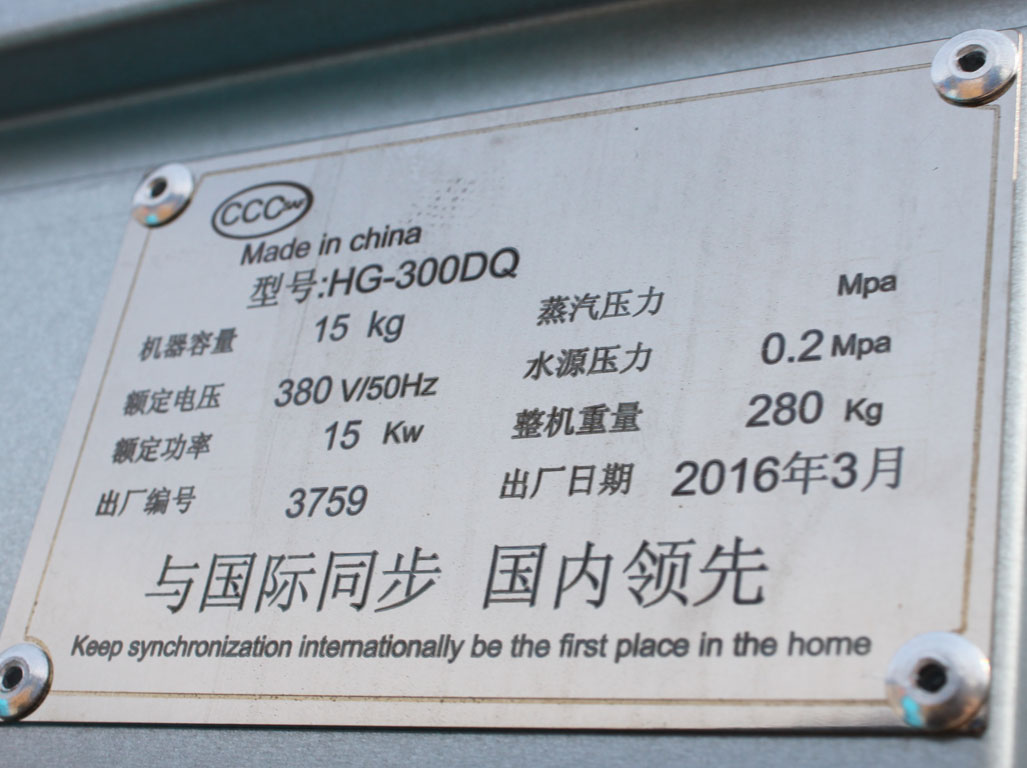 CCC
Made in china
型号:HG-300DQ
机器容量 15 kg 蒸汽压力 Mpa
额定电压 380 V/50Hz 水源压力 0.2 Mpa
额定功率 15 Kw 整机重量 280 Kg
出厂编号 3759 出厂日期 2016年3月
与国际同步 国内领先
Keep synchronization internationally be the first place in the home